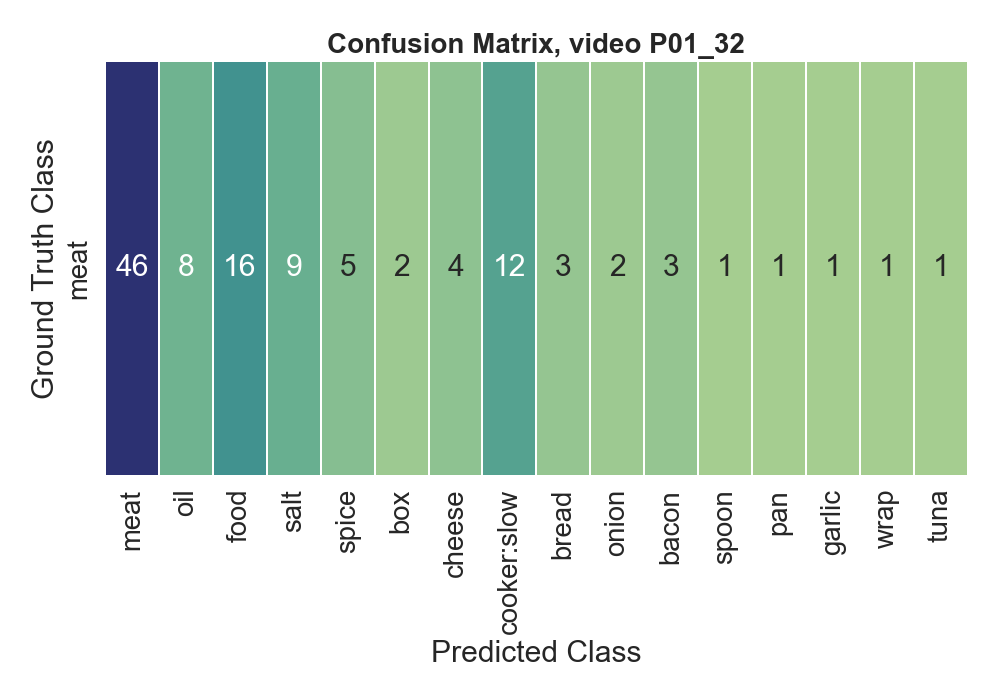 Confusion Matrix, video P01_32
Ground Truth Class
meat
46 8 16 9 5 2 4 12 3 2 3 1 1 1 1 1
meat oil food salt spice box cheese cooker:slow bread onion bacon spoon pan garlic wrap tuna
Predicted Class